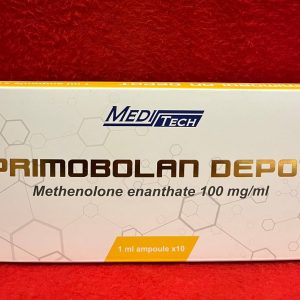 MEDITECH
PRIMOBOLAN DEPO
Methenolone enanthate 100 mg/ml
1 ml ampoule x10